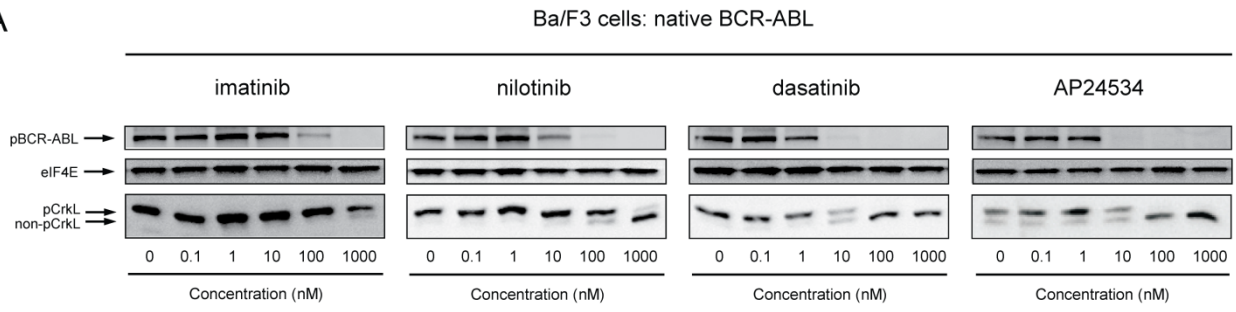 A
Ba/F3 cells: native BCR-ABL
imatinib nilotinib dasatinib AP24534
pBCR-ABL
eIF4E
pCrkL
non-pCrkL
0 0.1 1 10 100 1000 0 0.1 1 10 100 1000 0 0.1 1 10 100 1000 0 0.1 1 10 100 1000
Concentration (nM) Concentration (nM) Concentration (nM) Concentration (nM)